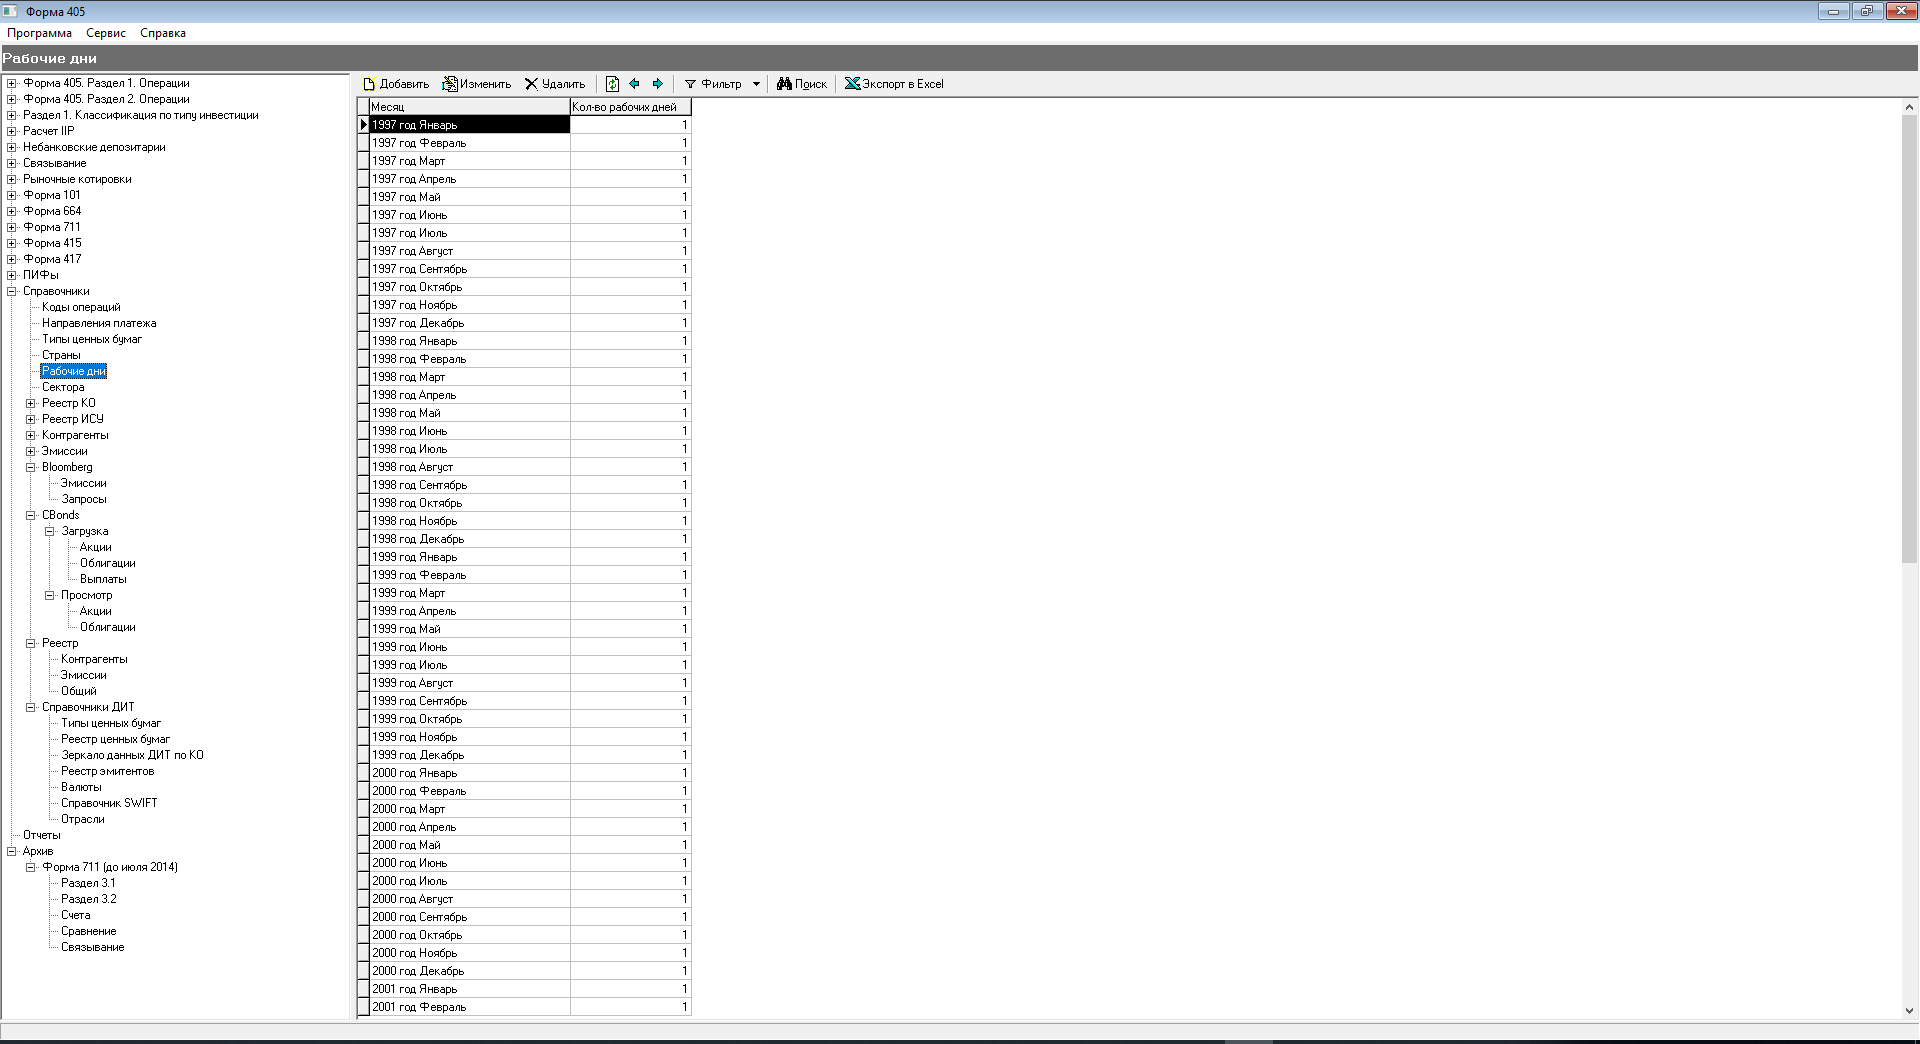 Форма 405
Программа Сервис Справка
Рабочие дни
Форма 405. Раздел 1. Операции
Форма 405. Раздел 2. Операции
Раздел 1. Классификация по типу инвестиции
Расчет IIP
Небанковские депозитарии
Связывание
Рыночные котировки
Форма 101
Форма 664
Форма 711
Форма 415
Форма 417
ПИФы
Справочники
Коды операций
Направления платежа
Типы ценных бумаг
Страны
Рабочие дни
Сектора
Реестр КО
Реестр ИСУ
Контрагенты
Эмиссии
Bloomberg
Эмиссии
Запросы
CBonds
Загрузка
Акции
Облигации
Выплаты
Просмотр
Акции
Облигации
Реестр
Контрагенты
Эмиссии
Общий
Справочники ДИТ
Типы ценных бумаг
Реестр ценных бумаг
Зеркало данных ДИТ по КО
Реестр эмитентов
Валюты
Справочник SWIFT
Отрасли
Отчеты
Архив
Форма 711 (до июля 2014)
Раздел 3.1
Раздел 3.2
Счета
Сравнение
Связывание
Добавить Изменить Удалить Фильтр Поиск Экспорт в Excel
Месяц Кол-во рабочих дней
1997 год Январь 1
1997 год Февраль 1
1997 год Март 1
1997 год Апрель 1
1997 год Май 1
1997 год Июнь 1
1997 год Июль 1
1997 год Август 1
1997 год Сентябрь 1
1997 год Октябрь 1
1997 год Ноябрь 1
1997 год Декабрь 1
1998 год Январь 1
1998 год Февраль 1
1998 год Март 1
1998 год Апрель 1
1998 год Май 1
1998 год Июнь 1
1998 год Июль 1
1998 год Август 1
1998 год Сентябрь 1
1998 год Октябрь 1
1998 год Ноябрь 1
1998 год Декабрь 1
1999 год Январь 1
1999 год Февраль 1
1999 год Март 1
1999 год Апрель 1
1999 год Май 1
1999 год Июнь 1
1999 год Июль 1
1999 год Август 1
1999 год Сентябрь 1
1999 год Октябрь 1
1999 год Ноябрь 1
1999 год Декабрь 1
2000 год Январь 1
2000 год Февраль 1
2000 год Март 1
2000 год Апрель 1
2000 год Май 1
2000 год Июнь 1
2000 год Июль 1
2000 год Август 1
2000 год Сентябрь 1
2000 год Октябрь 1
2000 год Ноябрь 1
2000 год Декабрь 1
2001 год Январь 1
2001 год Февраль 1